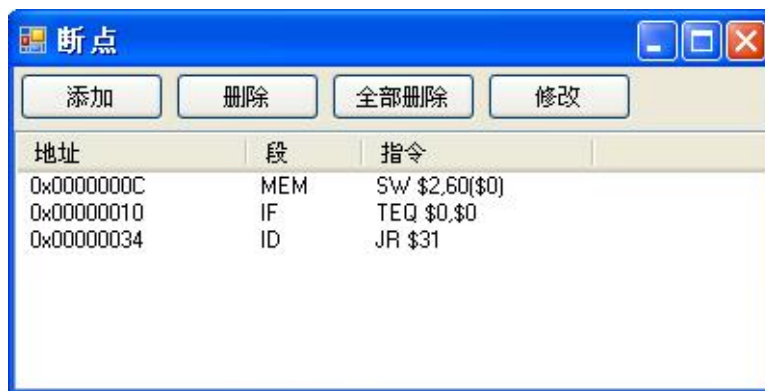 断点
添加 删除 全部删除 修改
地址 段 指令
0x0000000C MEM SW $2,60($0)
0x00000010 IF TEQ $0,$0
0x00000034 ID JR $31